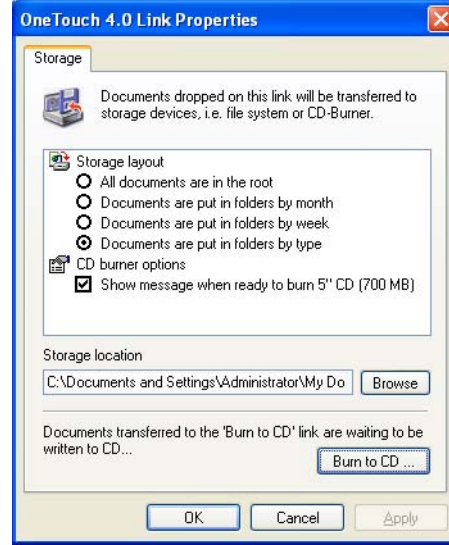 OneTouch 4.0 Link Properties
Storage
Documents dropped on this link will be transferred to
storage devices, i.e. file system or CD-Burner.
Storage layout
All documents are in the root
Documents are put in folders by month
Documents are put in folders by week
Documents are put in folders by type
CD burner options
Show message when ready to burn 5" CD (700 MB)
Storage location
C:\Documents and Settings\Administrator\My Do
Browse
Documents transferred to the 'Burn to CD' link are waiting to be
written to CD...
Burn to CD ...
OK Cancel Apply